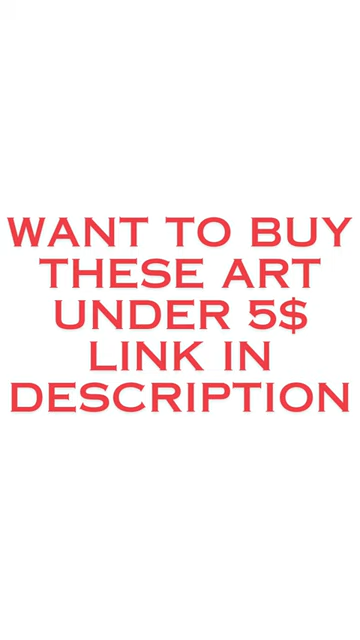 WANT TO BUY
THESE ART
UNDER 5$
LINK IN
DESCRIPTION